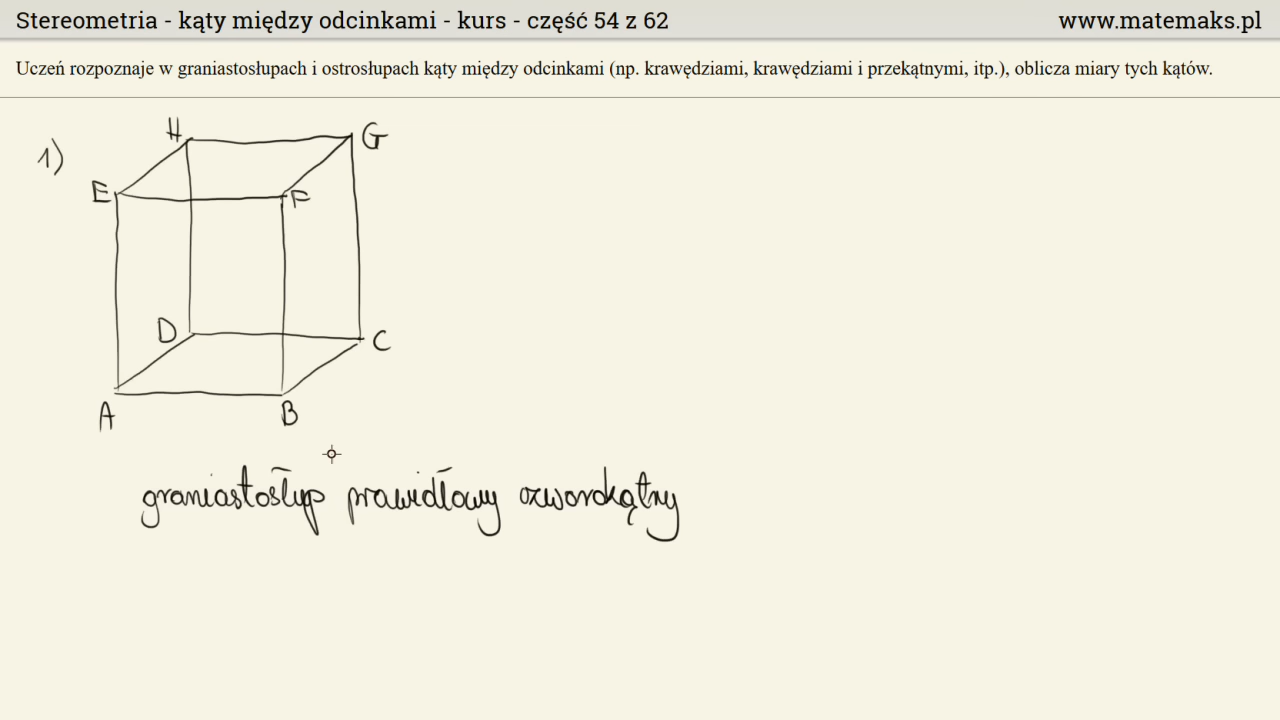 Stereometria - kąty między odcinkami - kurs - część 54 z 62 www.matemaks.pl
Uczeń rozpoznaje w graniastosłupach i ostrosłupach kąty między odcinkami (np. krawędziami, krawędziami i przekątnymi, itp.), oblicza miary tych kątów.
1)
H G
E F
D C
A B
graniastosłup prawidłowy czworokątny